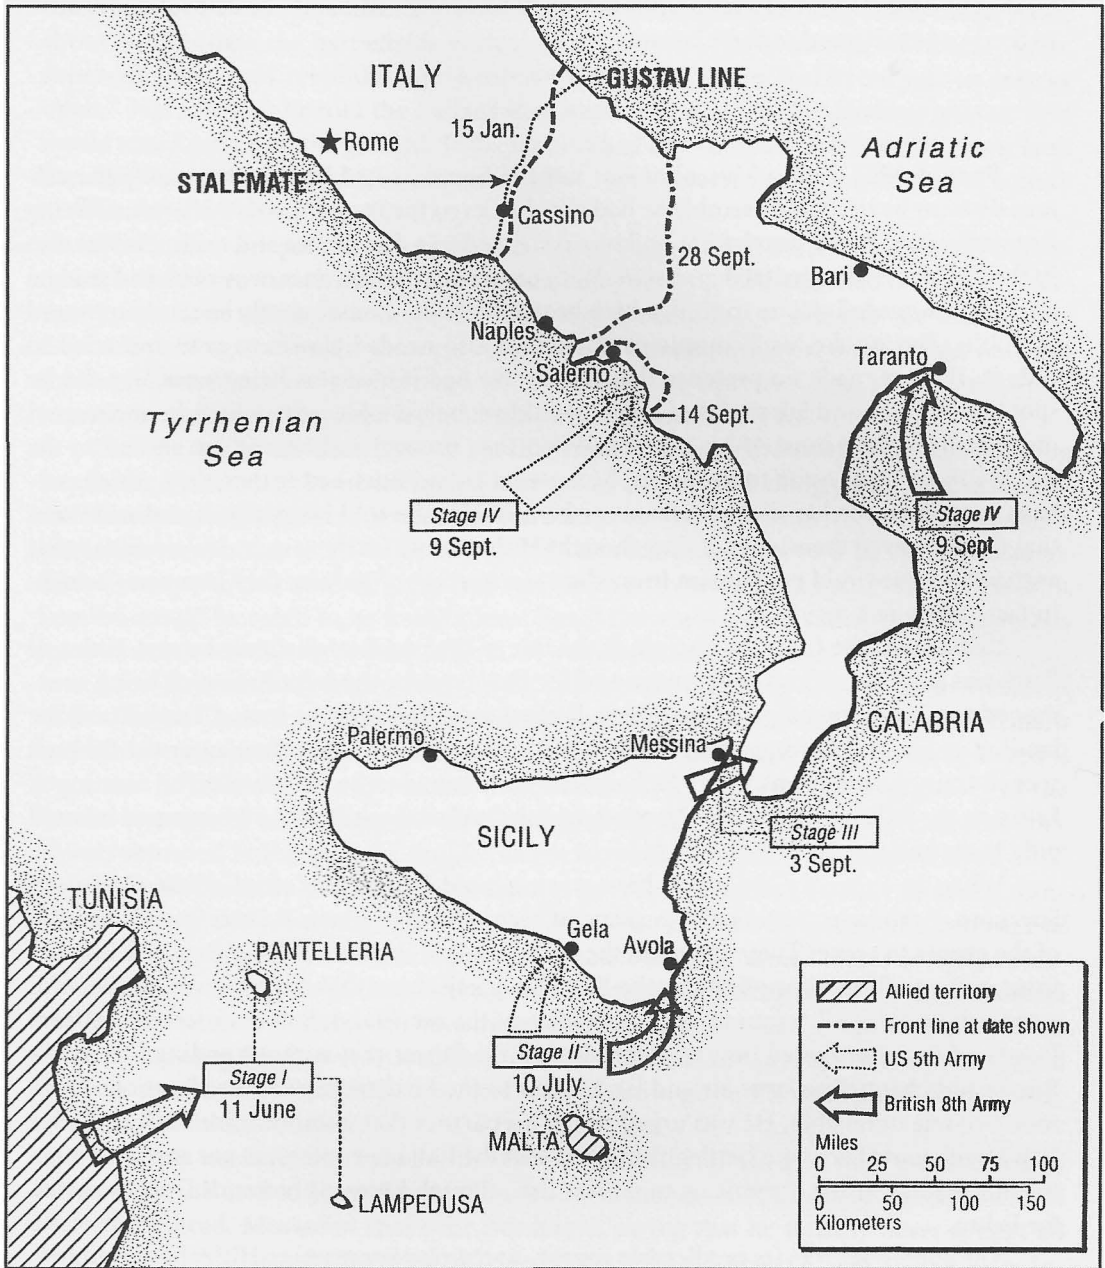 ITALY
GUSTAV LINE
15 Jan.
Rome
Adriatic
Sea
STALEMATE
Cassino
28 Sept.
Bari
Naples
Salerno
Taranto
14 Sept.
Tyrrhenian
Sea
Stage IV
9 Sept.
Stage IV
9 Sept.
CALABRIA
Palermo
Messina
SICILY
Stage III
3 Sept.
TUNISIA
PANTELLERIA
Gela
Avola
Stage I
11 June
Stage II
10 July
MALTA
LAMPEDUSA
Allied territory
Front line at date shown
US 5th Army
British 8th Army
Miles
0 25 50 75 100
0 50 100 150
Kilometers